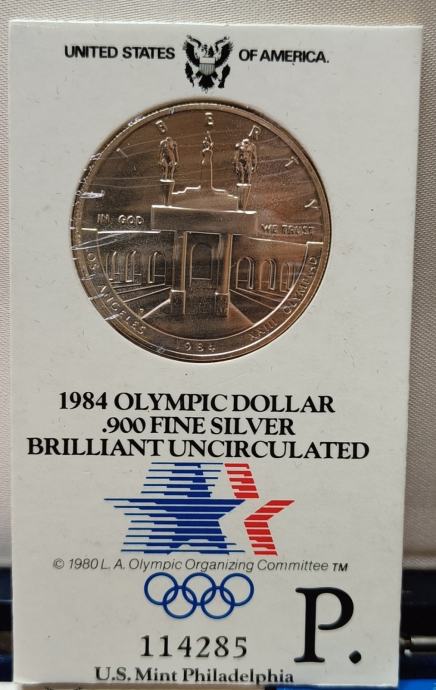 UNITED STATES OF AMERICA.
LIBERTY
IN GOD WE TRUST
LOS ANGELES 1984 XXIII OLYMPIAD
1984 OLYMPIC DOLLAR
.900 FINE SILVER
BRILLIANT UNCIRCULATED
© 1980 L.A. Olympic Organizing Committee TM
114285
P.
U.S. Mint Philadelphia